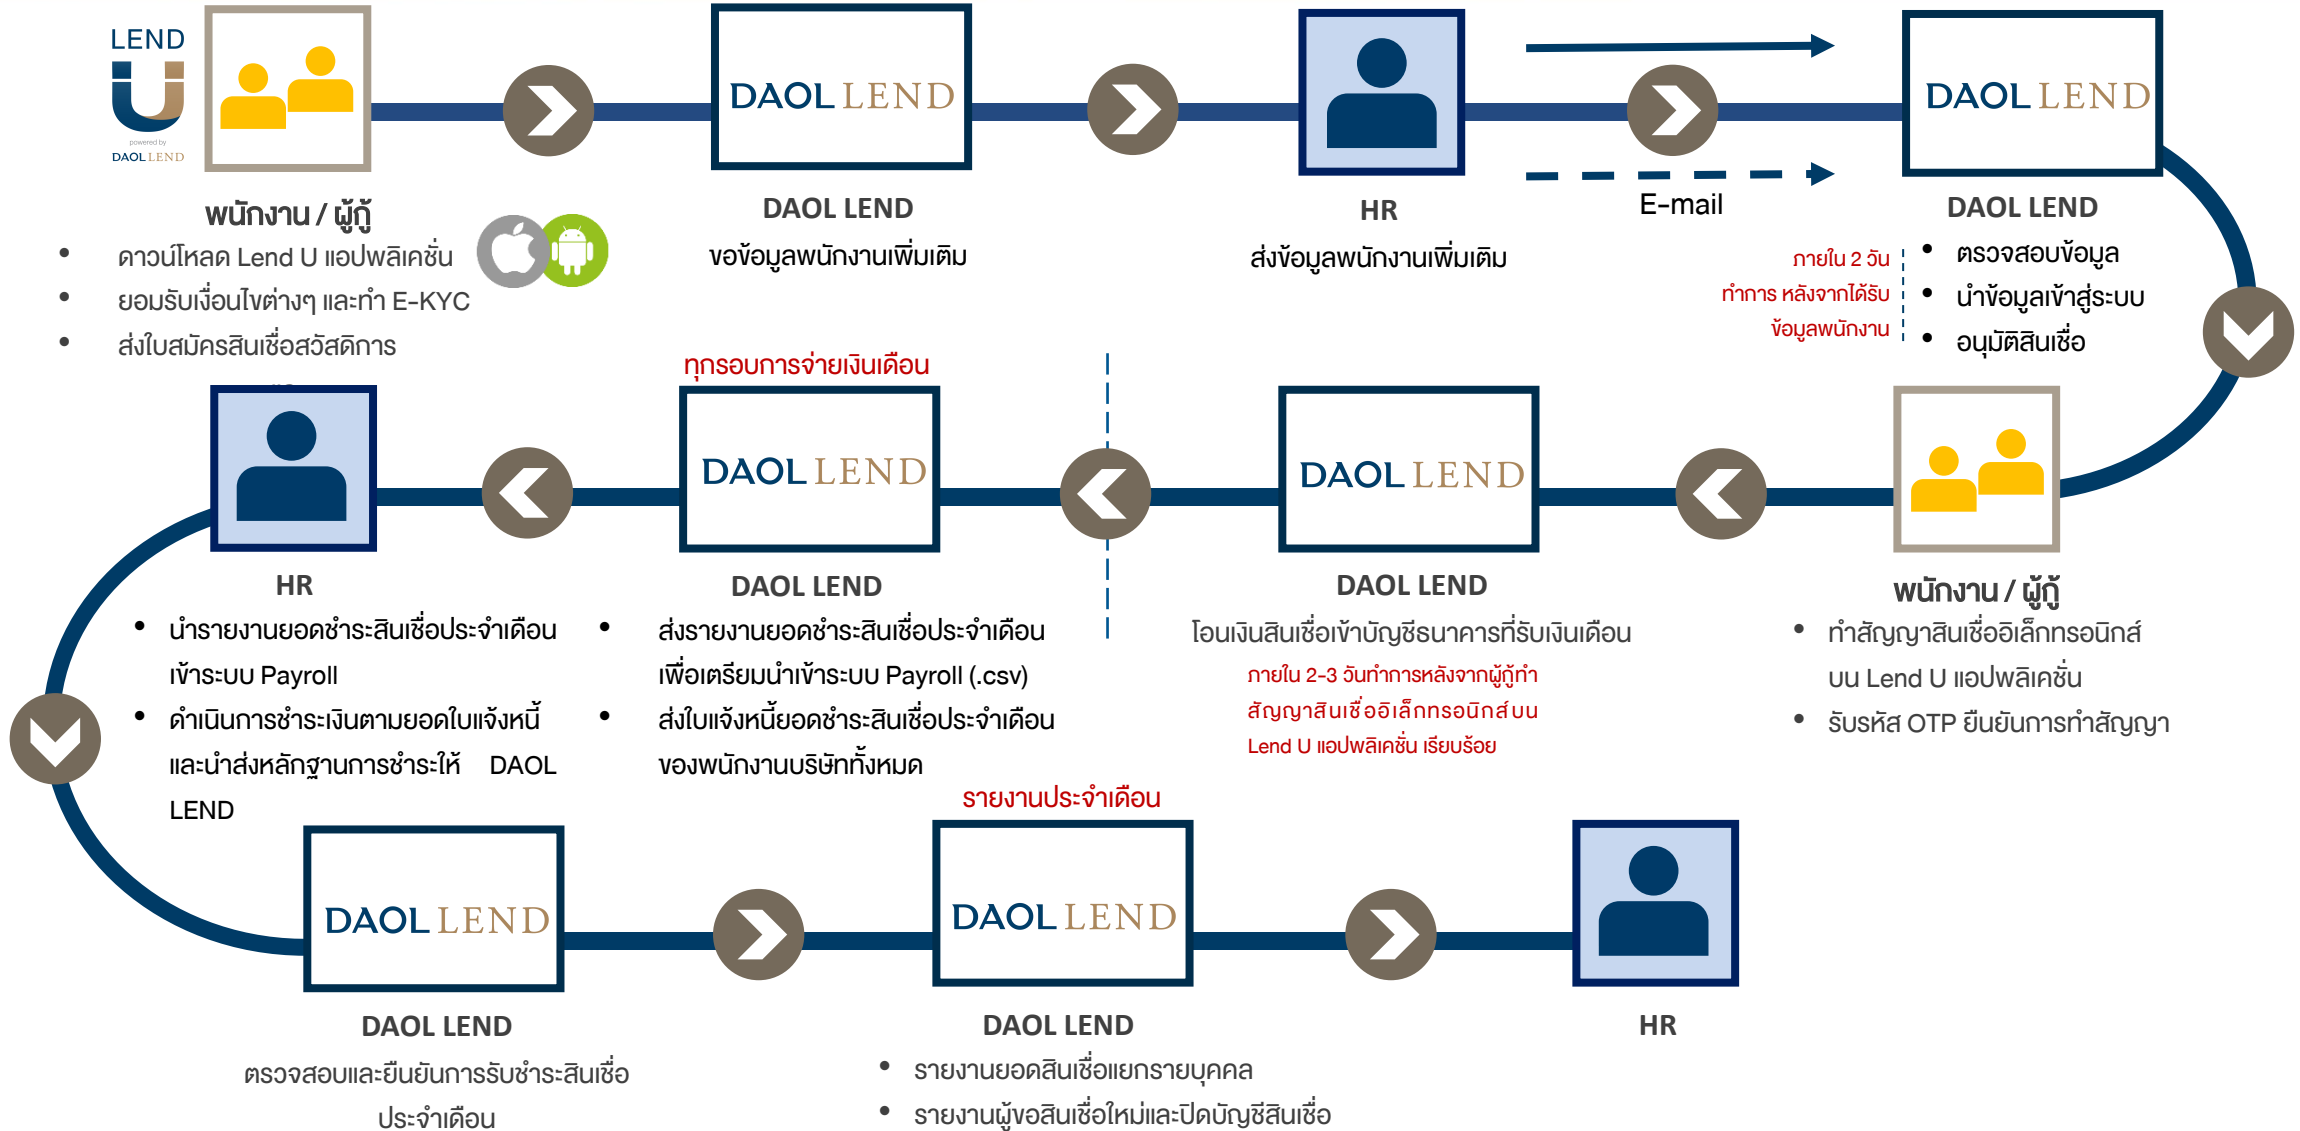 LEND
U
powered by
DAOL LEND
DAOL LEND
DAOL LEND
พนักงาน / ผู้กู้
• ดาวน์โหลด Lend U แอปพลิเคชั่น
• ยอมรับเงื่อนไขต่างๆ และทำ E-KYC
• ส่งใบสมัครสินเชื่อสวัสดิการ
DAOL LEND
ขอข้อมูลพนักงานเพิ่มเติม
HR
ส่งข้อมูลพนักงานเพิ่มเติม
E-mail
DAOL LEND
ภายใน 2 วัน
ทำการ หลังจากได้รับ
ข้อมูลพนักงาน
• ตรวจสอบข้อมูล
• นำข้อมูลเข้าสู่ระบบ
• อนุมัติสินเชื่อ
ทุกรอบการจ่ายเงินเดือน
DAOL LEND
DAOL LEND
HR
• นำรายงานยอดชำระสินเชื่อประจำเดือน
เข้าระบบ Payroll
• ดำเนินการชำระเงินตามยอดใบแจ้งหนี้
และนำส่งหลักฐานการชำระให้ DAOL
LEND
DAOL LEND
• ส่งรายงานยอดชำระสินเชื่อประจำเดือน
เพื่อเตรียมนำเข้าระบบ Payroll (.csv)
• ส่งใบแจ้งหนี้ยอดชำระสินเชื่อประจำเดือน
ของพนักงานบริษัททั้งหมด
DAOL LEND
โอนเงินสินเชื่อเข้าบัญชีธนาคารที่รับเงินเดือน
ภายใน 2-3 วันทำการหลังจากผู้กู้ทำ
สัญญาสินเชื่ออิเล็กทรอนิกส์บน
Lend U แอปพลิเคชั่น เรียบร้อย
พนักงาน / ผู้กู้
• ทำสัญญาสินเชื่ออิเล็กทรอนิกส์
บน Lend U แอปพลิเคชั่น
• รับรหัส OTP ยืนยันการทำสัญญา
รายงานประจำเดือน
DAOL LEND
DAOL LEND
DAOL LEND
ตรวจสอบและยืนยันการรับชำระสินเชื่อ
ประจำเดือน
DAOL LEND
• รายงานยอดสินเชื่อแยกรายบุคคล
• รายงานผู้ขอสินเชื่อใหม่และปิดบัญชีสินเชื่อ
HR